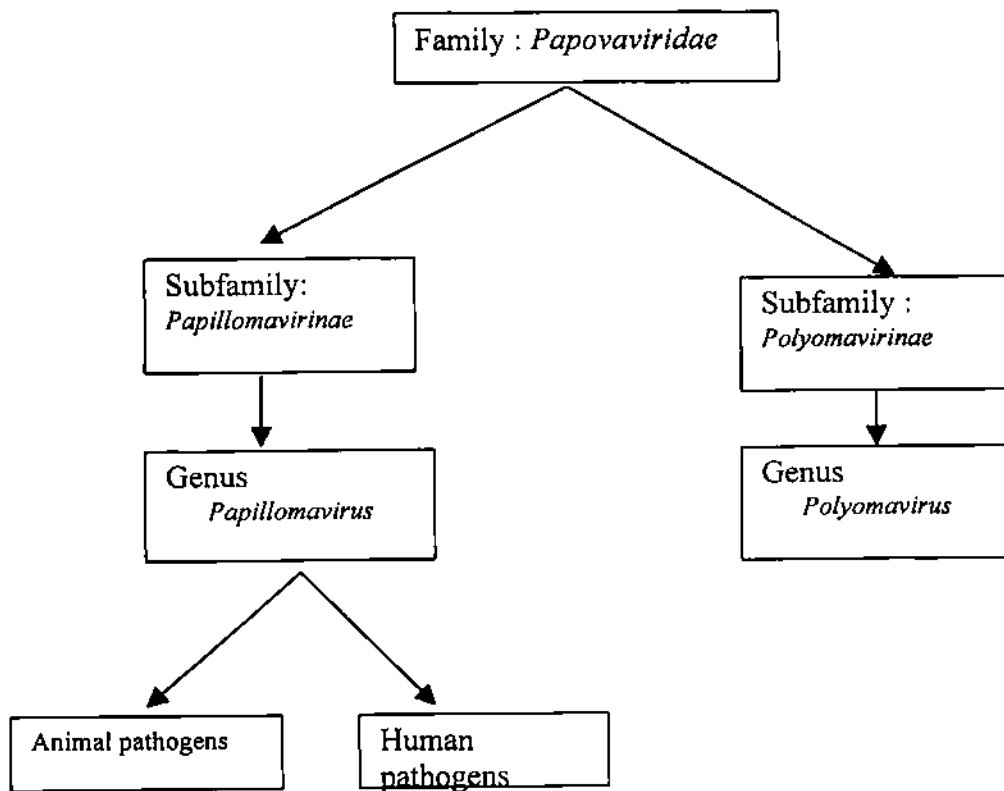 Family : Papovaviridae
Subfamily:
Papillomavirinae
Subfamily :
Polyomavirinae
Genus
Papillomavirus
Genus
Polyomavirus
Animal pathogens
Human
pathogens